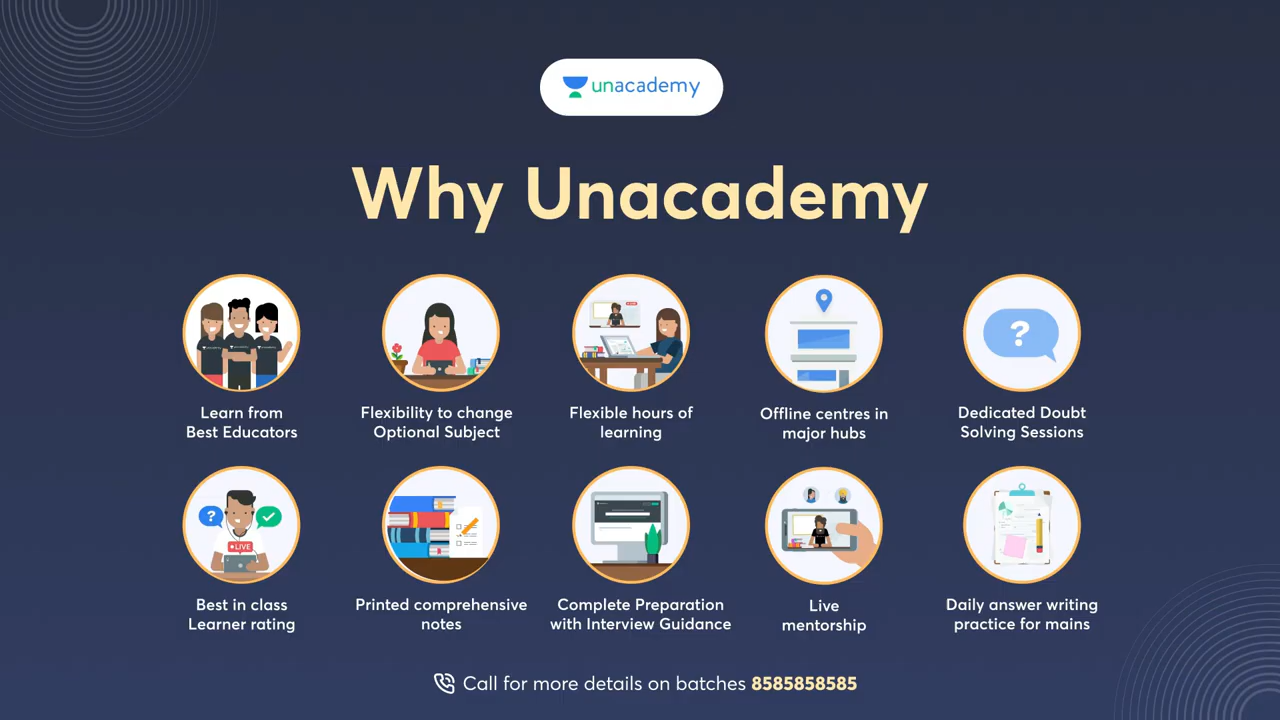 unacademy
Why Unacademy
Learn from
Best Educators
Flexibility to change
Optional Subject
Flexible hours of
learning
Offline centres in
major hubs
Dedicated Doubt
Solving Sessions
? LIVE
Best in class
Learner rating
Printed comprehensive
notes
Complete Preparation
with Interview Guidance
Live
mentorship
Daily answer writing
practice for mains
Call for more details on batches 8585858585